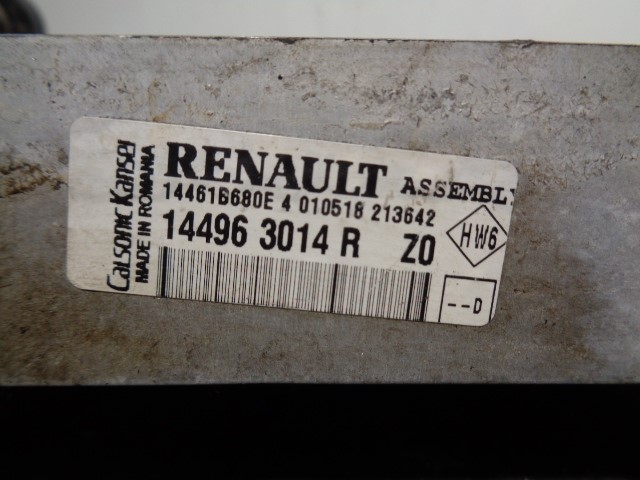 Calsonic Kansei
MADE IN ROMANIA
RENAULT ASSEMBLY
14461B680E 4 010518 213642
14496 3014 R Z0
HW6
--D